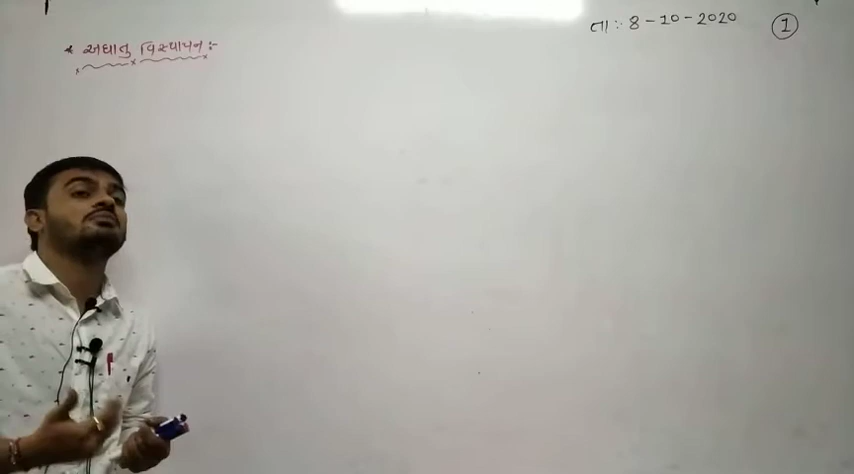 * અધાતુ વિસ્થાપન :-
તા :- 8 - 10 - 2020
1